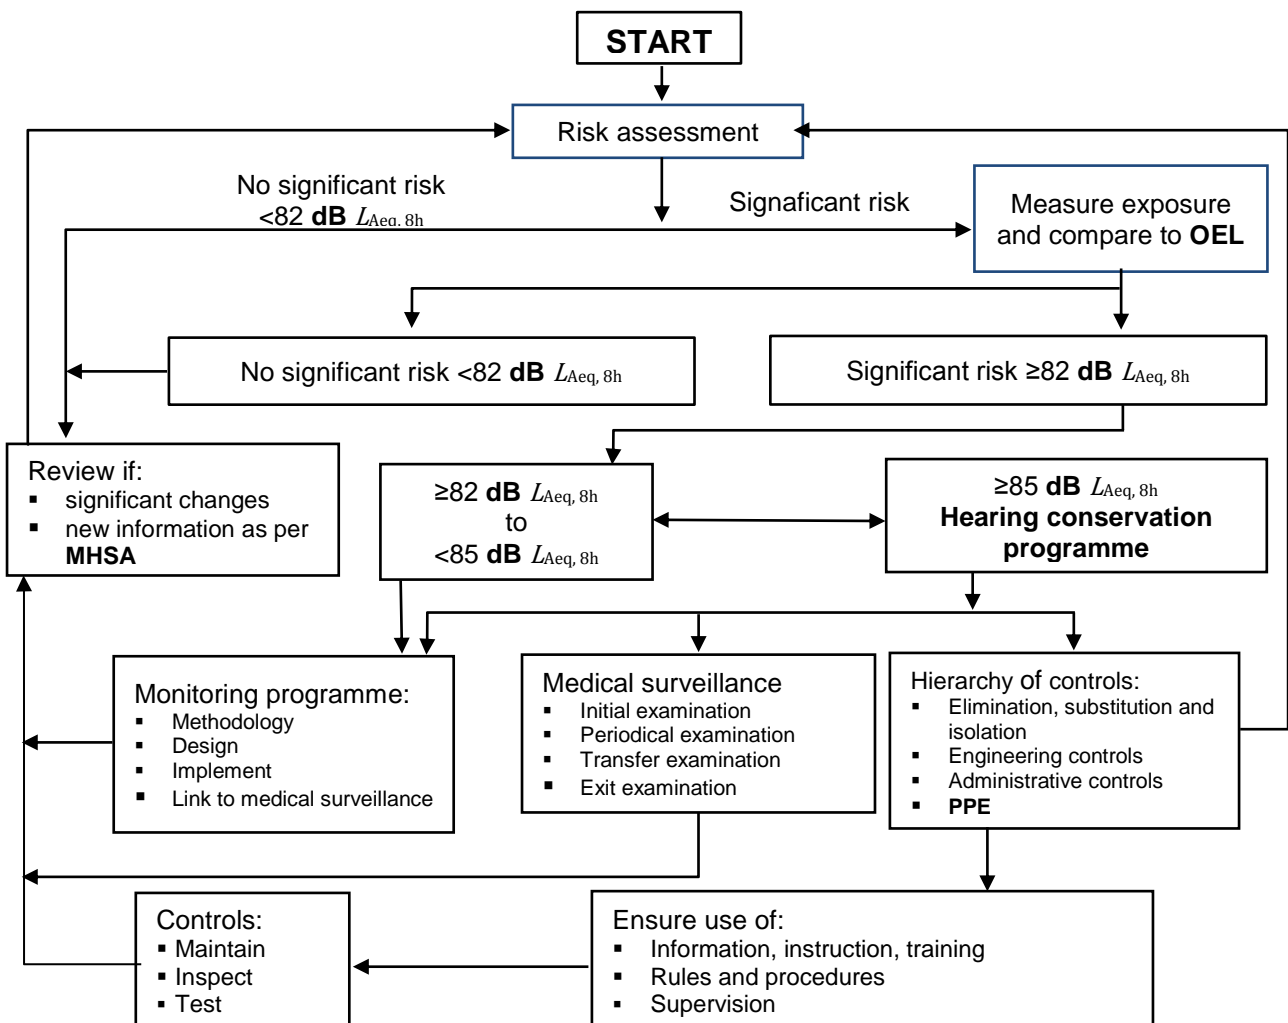 START
Risk assessment
No significant risk
<82 dB LAeq, 8h
Signaficant risk
Measure exposure
and compare to OEL
No significant risk <82 dB LAeq, 8h
Significant risk ≥82 dB LAeq, 8h
Review if:
▪ significant changes
▪ new information as per
MHSA
≥82 dB LAeq, 8h
to
<85 dB LAeq, 8h
≥85 dB LAeq, 8h
Hearing conservation
programme
Monitoring programme:
▪ Methodology
▪ Design
▪ Implement
▪ Link to medical surveillance
Medical surveillance
▪ Initial examination
▪ Periodical examination
▪ Transfer examination
▪ Exit examination
Hierarchy of controls:
▪ Elimination, substitution and
isolation
▪ Engineering controls
▪ Administrative controls
▪ PPE
Controls:
▪ Maintain
▪ Inspect
▪ Test
Ensure use of:
▪ Information, instruction, training
▪ Rules and procedures
▪ Supervision